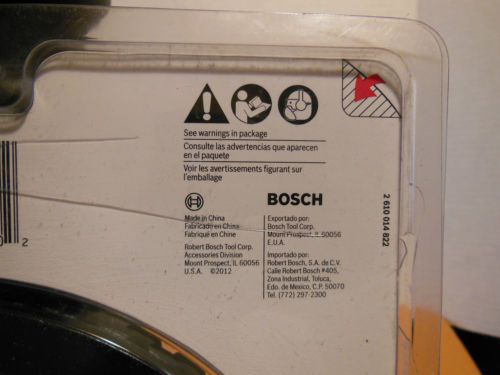 See warnings in package
Consulte las advertencias que aparecen
en el paquete
Voir les avertissements figurant sur
l'emballage
BOSCH
Made in China
Fabricado en China
Fabriqué en Chine
Robert Bosch Tool Corp.
Accessories Division
Mount Prospect, IL 60056
U.S.A. ©2012
Exportado por:
Bosch Tool Corp.
Mount Prospect, IL 60056
E.U.A.
Importado por:
Robert Bosch, S.A. de C.V.
Calle Robert Bosch #405,
Zona Industrial, Toluca,
Edo. de Mexico, C.P. 50070
Tel. (772) 297-2300
2 610 014 822
2